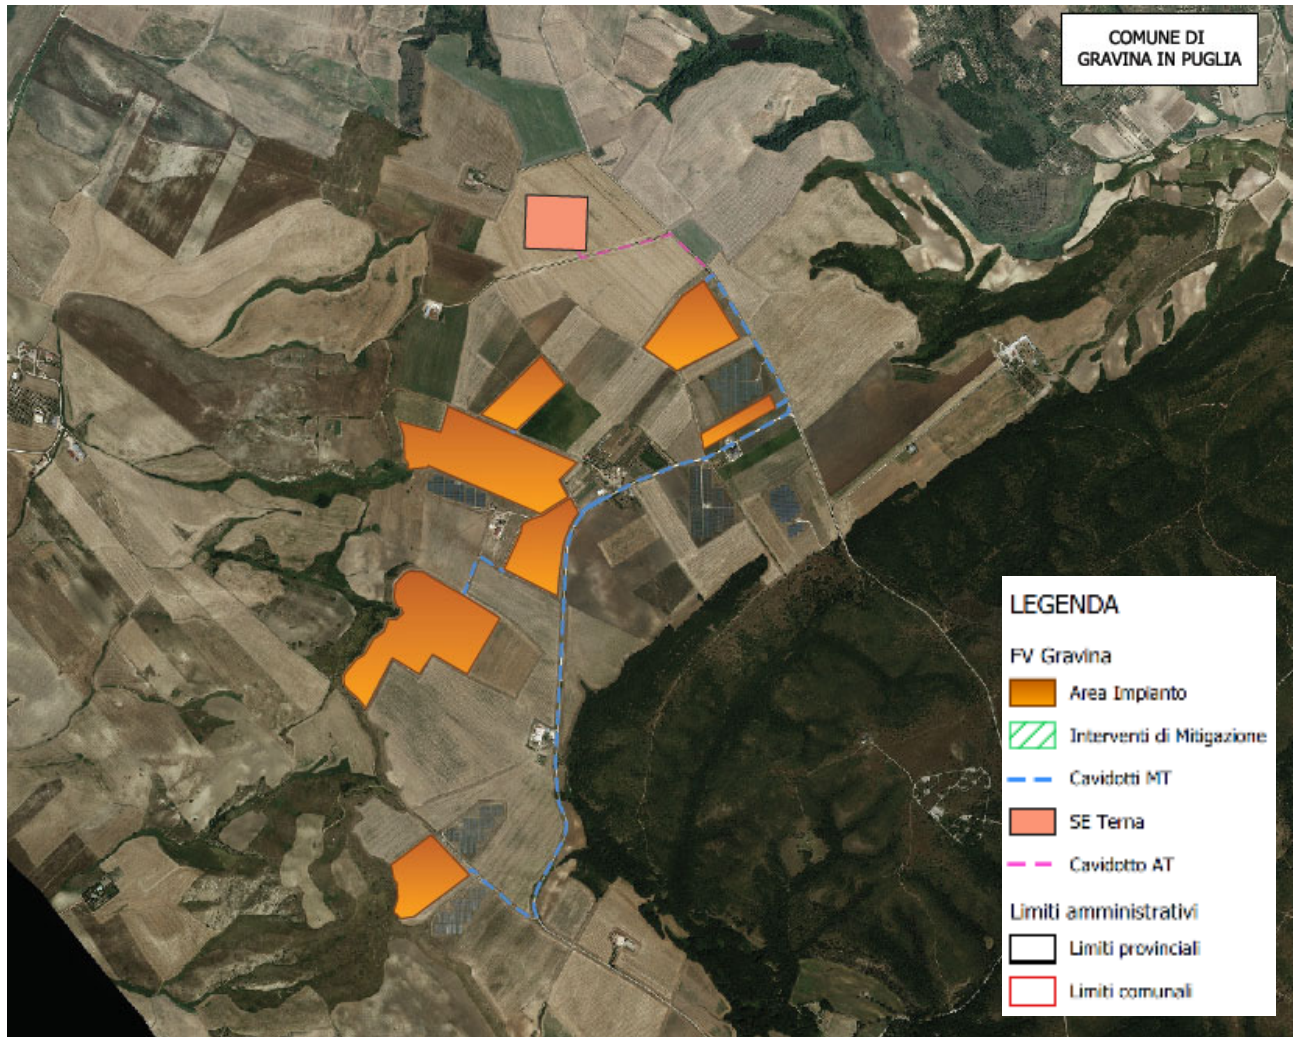 COMUNE DI
GRAVINA IN PUGLIA
LEGENDA
FV Gravina
Area Impianto
Interventi di Mitigazione
Cavidotti MT
SE Terna
Cavidotto AT
Limiti amministrativi
Limiti provinciali
Limiti comunali